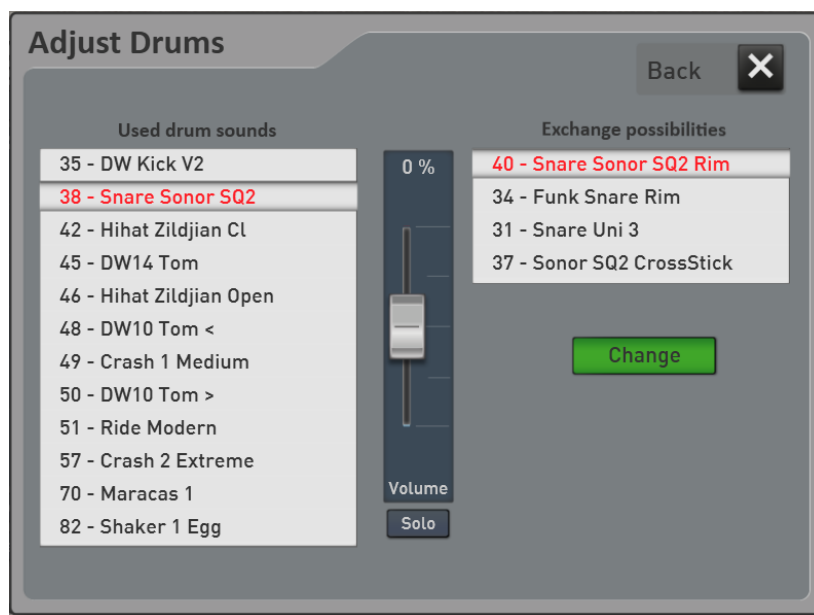 Adjust Drums
Back
Used drum sounds
35 - DW Kick V2
38 - Snare Sonor SQ2
42 - Hihat Zildjian Cl
45 - DW14 Tom
46 - Hihat Zildjian Open
48 - DW10 Tom <
49 - Crash 1 Medium
50 - DW10 Tom >
51 - Ride Modern
57 - Crash 2 Extreme
70 - Maracas 1
82 - Shaker 1 Egg
0 %
Volume
Solo
Exchange possibilities
40 - Snare Sonor SQ2 Rim
34 - Funk Snare Rim
31 - Snare Uni 3
37 - Sonor SQ2 CrossStick
Change